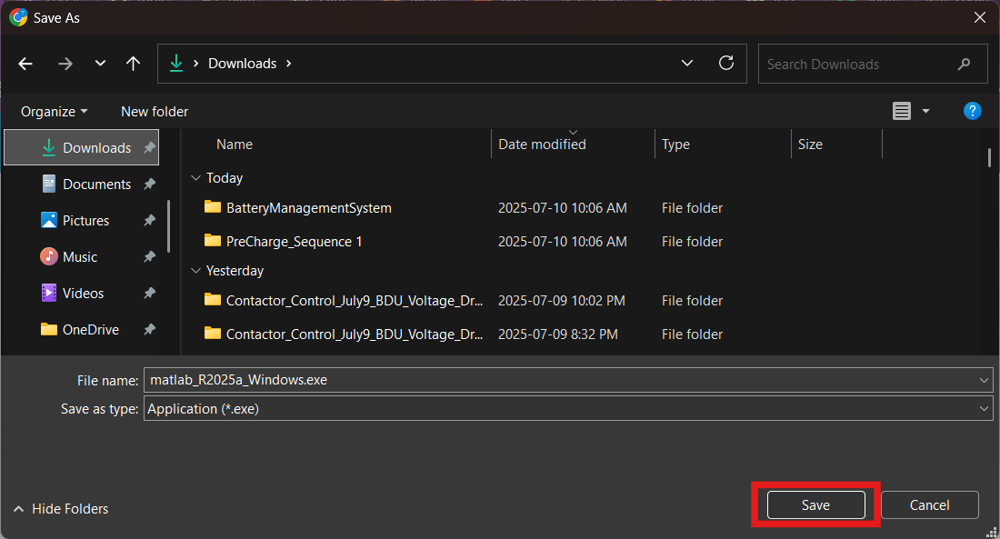 Save As
Downloads
Search Downloads
Organize
New folder
?
Downloads
Documents
Pictures
Music
Videos
OneDrive
Name
Date modified
Type
Size
Today
BatteryManagementSystem
2025-07-10 10:06 AM
File folder
PreCharge_Sequence 1
2025-07-10 10:06 AM
File folder
Yesterday
Contactor_Control_July9_BDU_Voltage_Dr...
2025-07-09 10:02 PM
File folder
Contactor_Control_July9_BDU_Voltage_Dr...
2025-07-09 8:32 PM
File folder
File name:
matlab_R2025a_Windows.exe
Save as type:
Application (*.exe)
Hide Folders
Save
Cancel